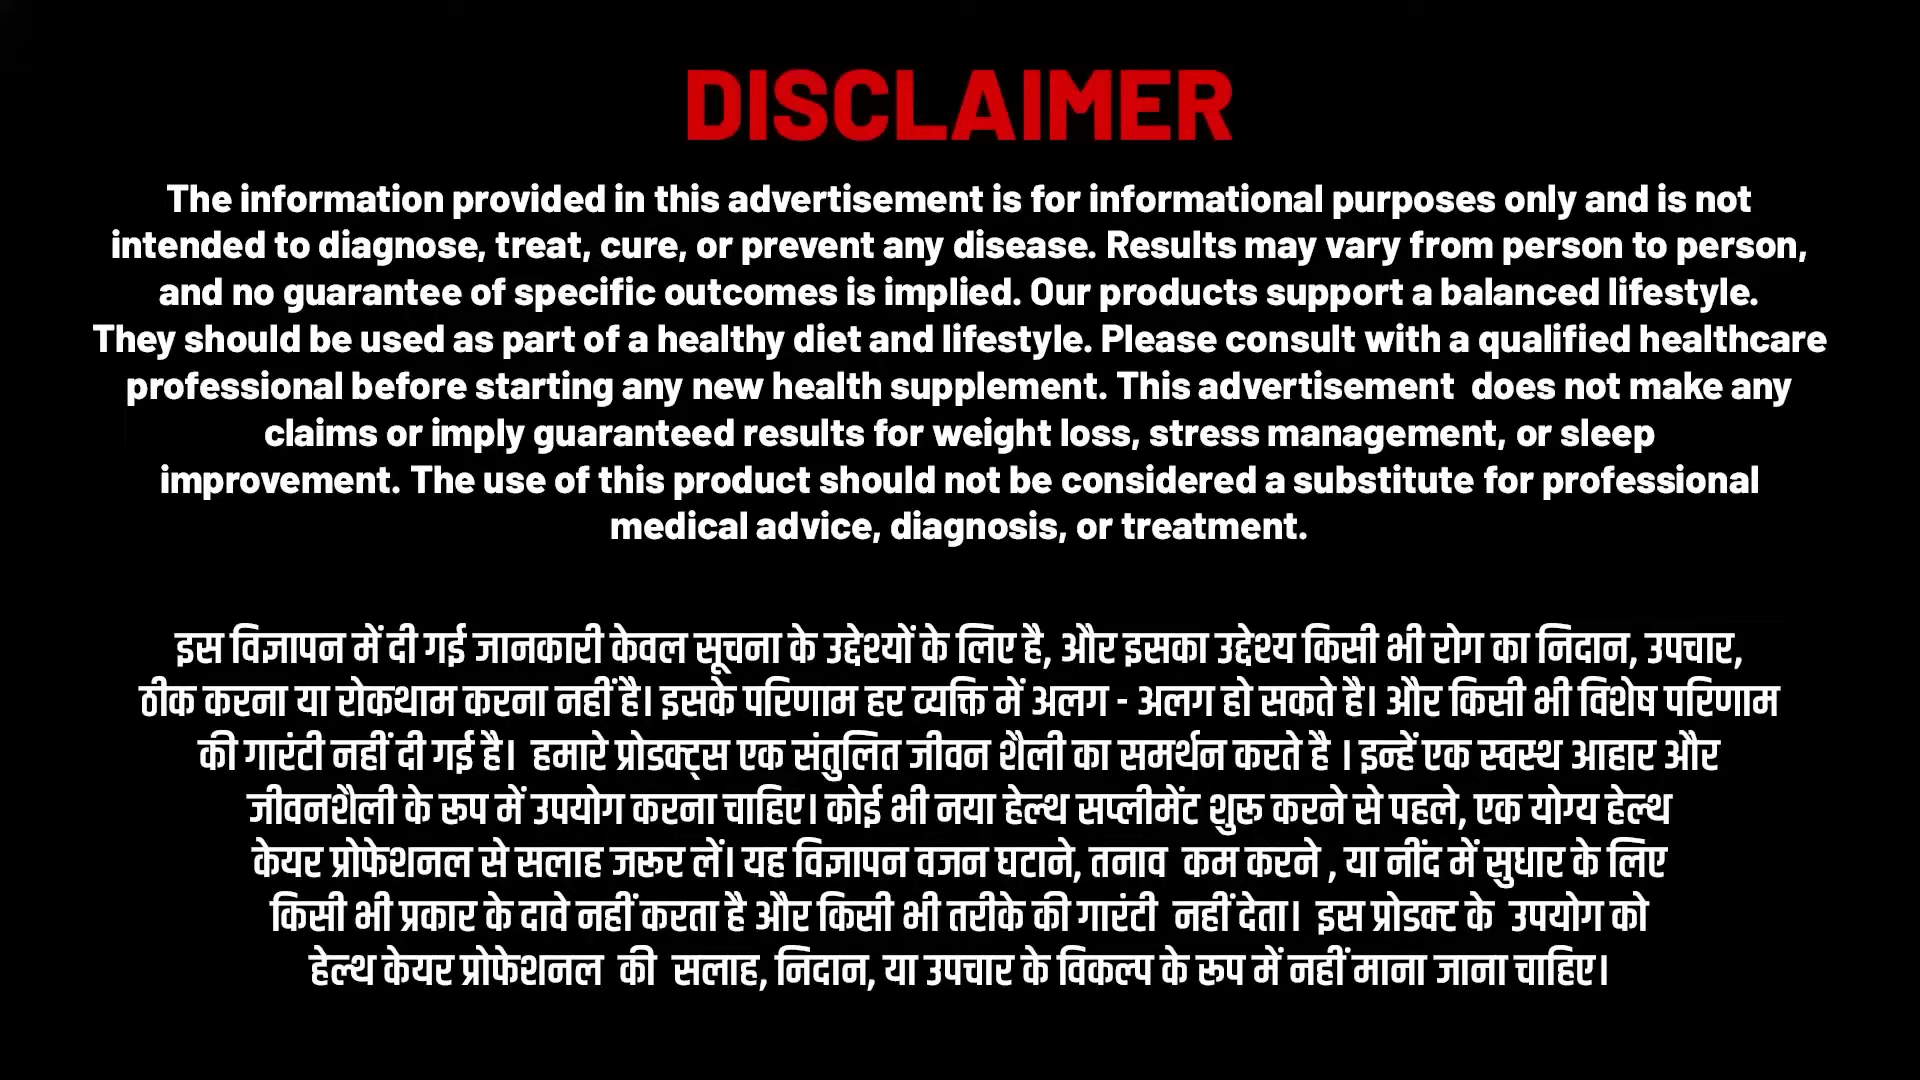 DISCLAIMER
The information provided in this advertisement is for informational purposes only and is not
intended to diagnose, treat, cure, or prevent any disease. Results may vary from person to person,
and no guarantee of specific outcomes is implied. Our products support a balanced lifestyle.
They should be used as part of a healthy diet and lifestyle. Please consult with a qualified healthcare
professional before starting any new health supplement. This advertisement  does not make any
claims or imply guaranteed results for weight loss, stress management, or sleep
improvement. The use of this product should not be considered a substitute for professional
medical advice, diagnosis, or treatment.
इस विज्ञापन में दी गई जानकारी केवल सूचना के उद्देश्यों के लिए है, और इसका उद्देश्य किसी भी रोग का निदान, उपचार,
ठीक करना या रोकथाम करना नहीं है। इसके परिणाम हर व्यक्ति में अलग - अलग हो सकते है। और किसी भी विशेष परिणाम
की गारंटी नहीं दी गई है।  हमारे प्रोडक्ट्स एक संतुलित जीवन शैली का समर्थन करते है । इन्हें एक स्वस्थ आहार और
जीवनशैली के रूप में उपयोग करना चाहिए। कोई भी नया हेल्थ सप्लीमेंट शुरू करने से पहले, एक योग्य हेल्थ
केयर प्रोफेशनल से सलाह जरूर लें। यह विज्ञापन वजन घटाने, तनाव  कम करने , या नींद में सुधार के लिए
किसी भी प्रकार के दावे नहीं करता है और किसी भी तरीके की गारंटी  नहीं देता।  इस प्रोडक्ट के  उपयोग को
हेल्थ केयर प्रोफेशनल  की  सलाह, निदान, या उपचार के विकल्प के रूप में नहीं माना जाना चाहिए।